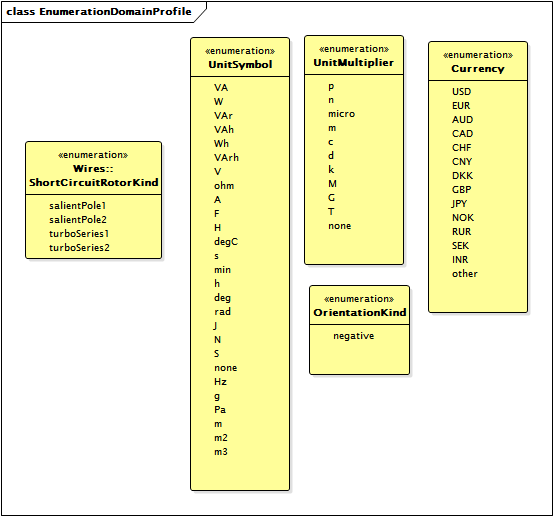 class EnumerationDomainProfile
«enumeration»
Wires::
ShortCircuitRotorKind
salientPole1
salientPole2
turboSeries1
turboSeries2
«enumeration»
UnitSymbol
VA
W
VAr
VAh
Wh
VArh
V
ohm
A
F
H
degC
s
min
h
deg
rad
J
N
S
none
Hz
g
Pa
m
m2
m3
«enumeration»
UnitMultiplier
p
n
micro
m
c
d
k
M
G
T
none
«enumeration»
OrientationKind
negative
«enumeration»
Currency
USD
EUR
AUD
CAD
CHF
CNY
DKK
GBP
JPY
NOK
RUR
SEK
INR
other